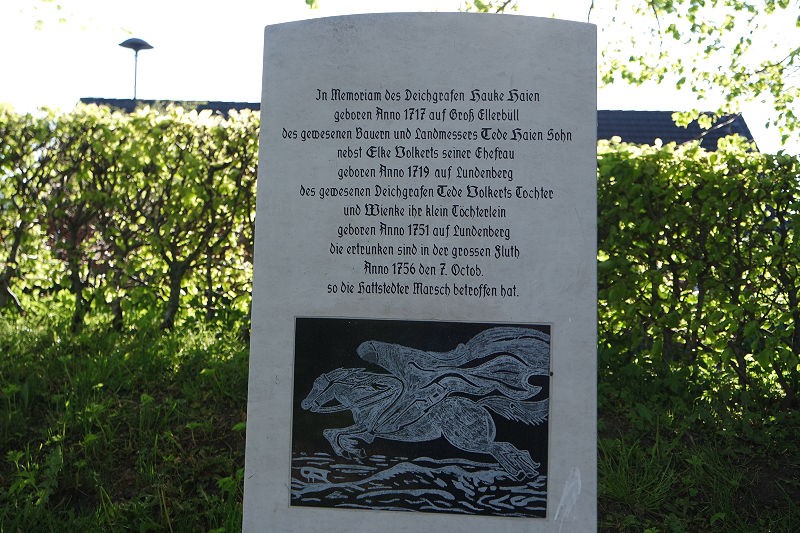 In Memoriam des Deichgrafen Hauke Haien
geboren Anno 1717 auf Groß Ellerbüll
des gewesenen Bauern und Landmessers Tede Haien Sohn
nebst Elke Volkerts seiner Ehefrau
geboren Anno 1719 auf Lundenberg
des gewesenen Deichgrafen Tede Volkerts Tochter
und Wienke ihr klein Töchterlein
geboren Anno 1751 auf Lundenberg
die ertrunken sind in der grossen Fluth
Anno 1756 den 7. Octob.
so die Hattstedter Marsch betroffen hat.